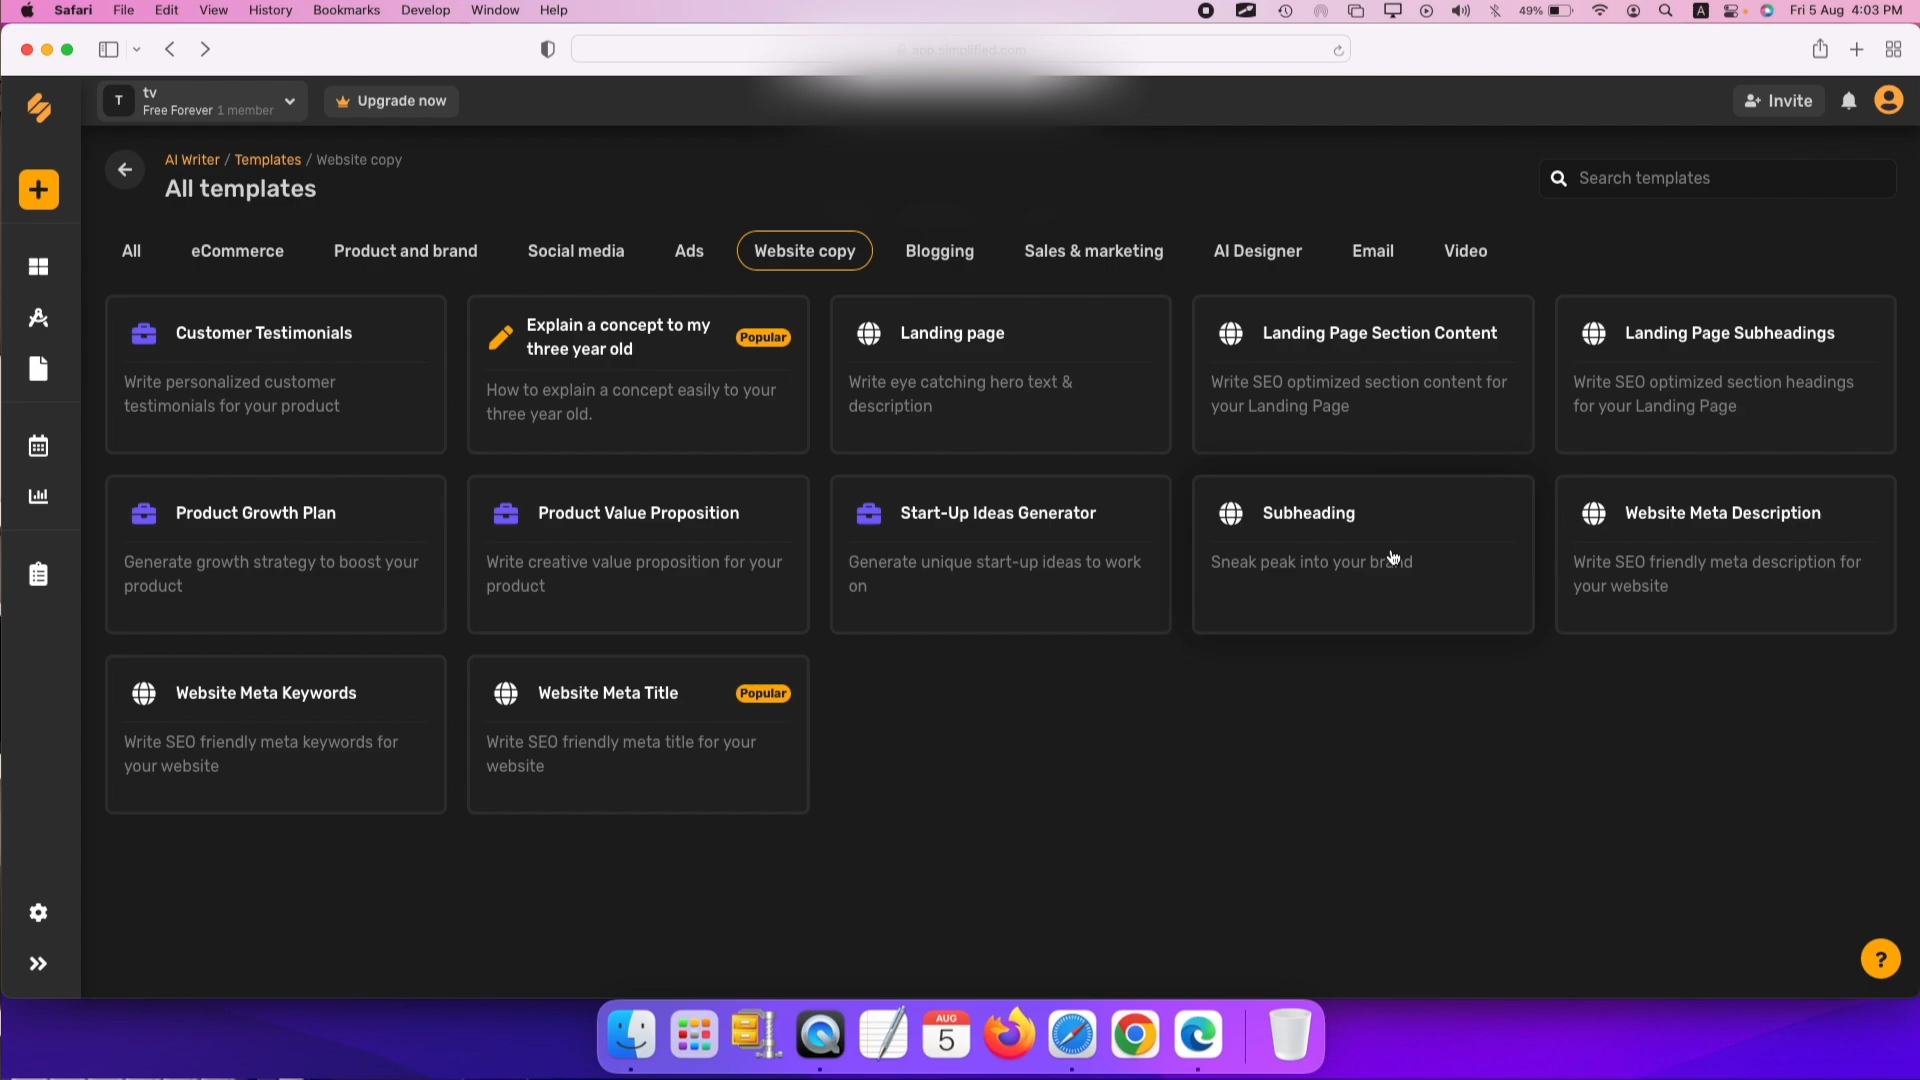 Safari File Edit View History Bookmarks Develop Window Help 49% A Fri 5 Aug 4:03 PM
app.simplified.com
T
tv
Free Forever 1 member
Upgrade now
Invite
AI Writer / Templates / Website copy
All templates
Search templates
All eCommerce Product and brand Social media Ads Website copy Blogging Sales & marketing AI Designer Email Video
Customer Testimonials
Write personalized customer
testimonials for your product
Explain a concept to my
three year old
Popular
How to explain a concept easily to your
three year old.
Landing page
Write eye catching hero text &
description
Landing Page Section Content
Write SEO optimized section content for
your Landing Page
Landing Page Subheadings
Write SEO optimized section headings
for your Landing Page
Product Growth Plan
Generate growth strategy to boost your
product
Product Value Proposition
Write creative value proposition for your
product
Start-Up Ideas Generator
Generate unique start-up ideas to work
on
Subheading
Sneak peak into your brand
Website Meta Description
Write SEO friendly meta description for
your website
Website Meta Keywords
Write SEO friendly meta keywords for
your website
Website Meta Title
Popular
Write SEO friendly meta title for your
website
?
AUG
5